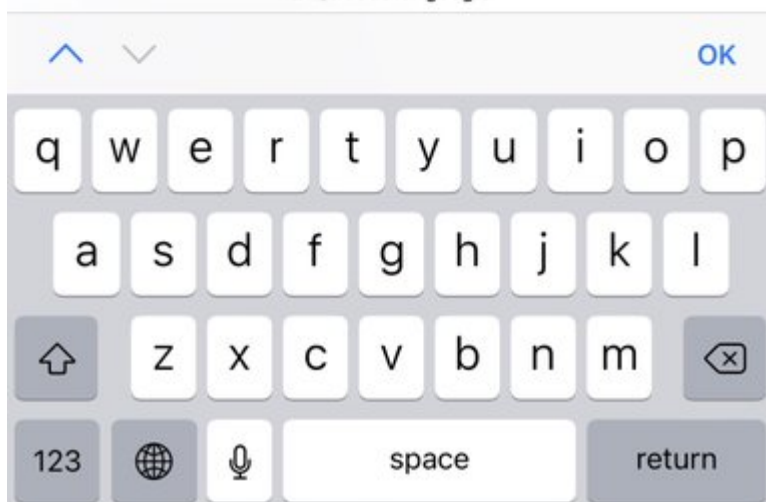 OK
q w e r t y u i o p
a s d f g h j k l
z x c v b n m
123 space return